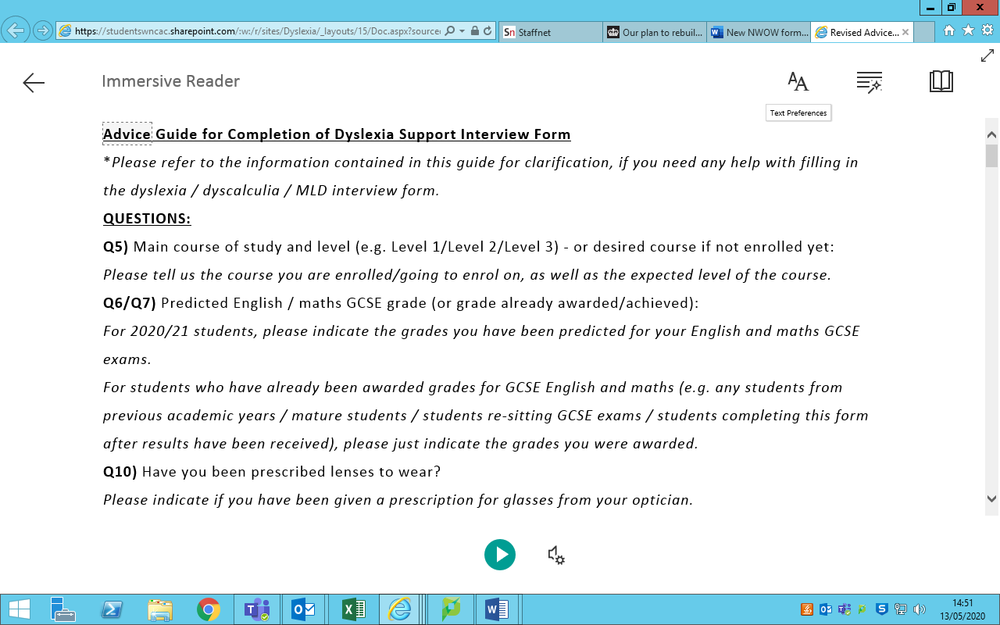 https://studentswncac.sharepoint.com/:w:/r/sites/Dyslexia/_layouts/15/Doc.aspx?source
Sn Staffnet
Our plan to rebuil...
New NWOW form...
Revised Advice...
Immersive Reader
Text Preferences
Advice Guide for Completion of Dyslexia Support Interview Form
*Please refer to the information contained in this guide for clarification, if you need any help with filling in
the dyslexia / dyscalculia / MLD interview form.
QUESTIONS:
Q5) Main course of study and level (e.g. Level 1/Level 2/Level 3) - or desired course if not enrolled yet:
Please tell us the course you are enrolled/going to enrol on, as well as the expected level of the course.
Q6/Q7) Predicted English / maths GCSE grade (or grade already awarded/achieved):
For 2020/21 students, please indicate the grades you have been predicted for your English and maths GCSE
exams.
For students who have already been awarded grades for GCSE English and maths (e.g. any students from
previous academic years / mature students / students re-sitting GCSE exams / students completing this form
after results have been received), please just indicate the grades you were awarded.
Q10) Have you been prescribed lenses to wear?
Please indicate if you have been given a prescription for glasses from your optician.
14:51
13/05/2020